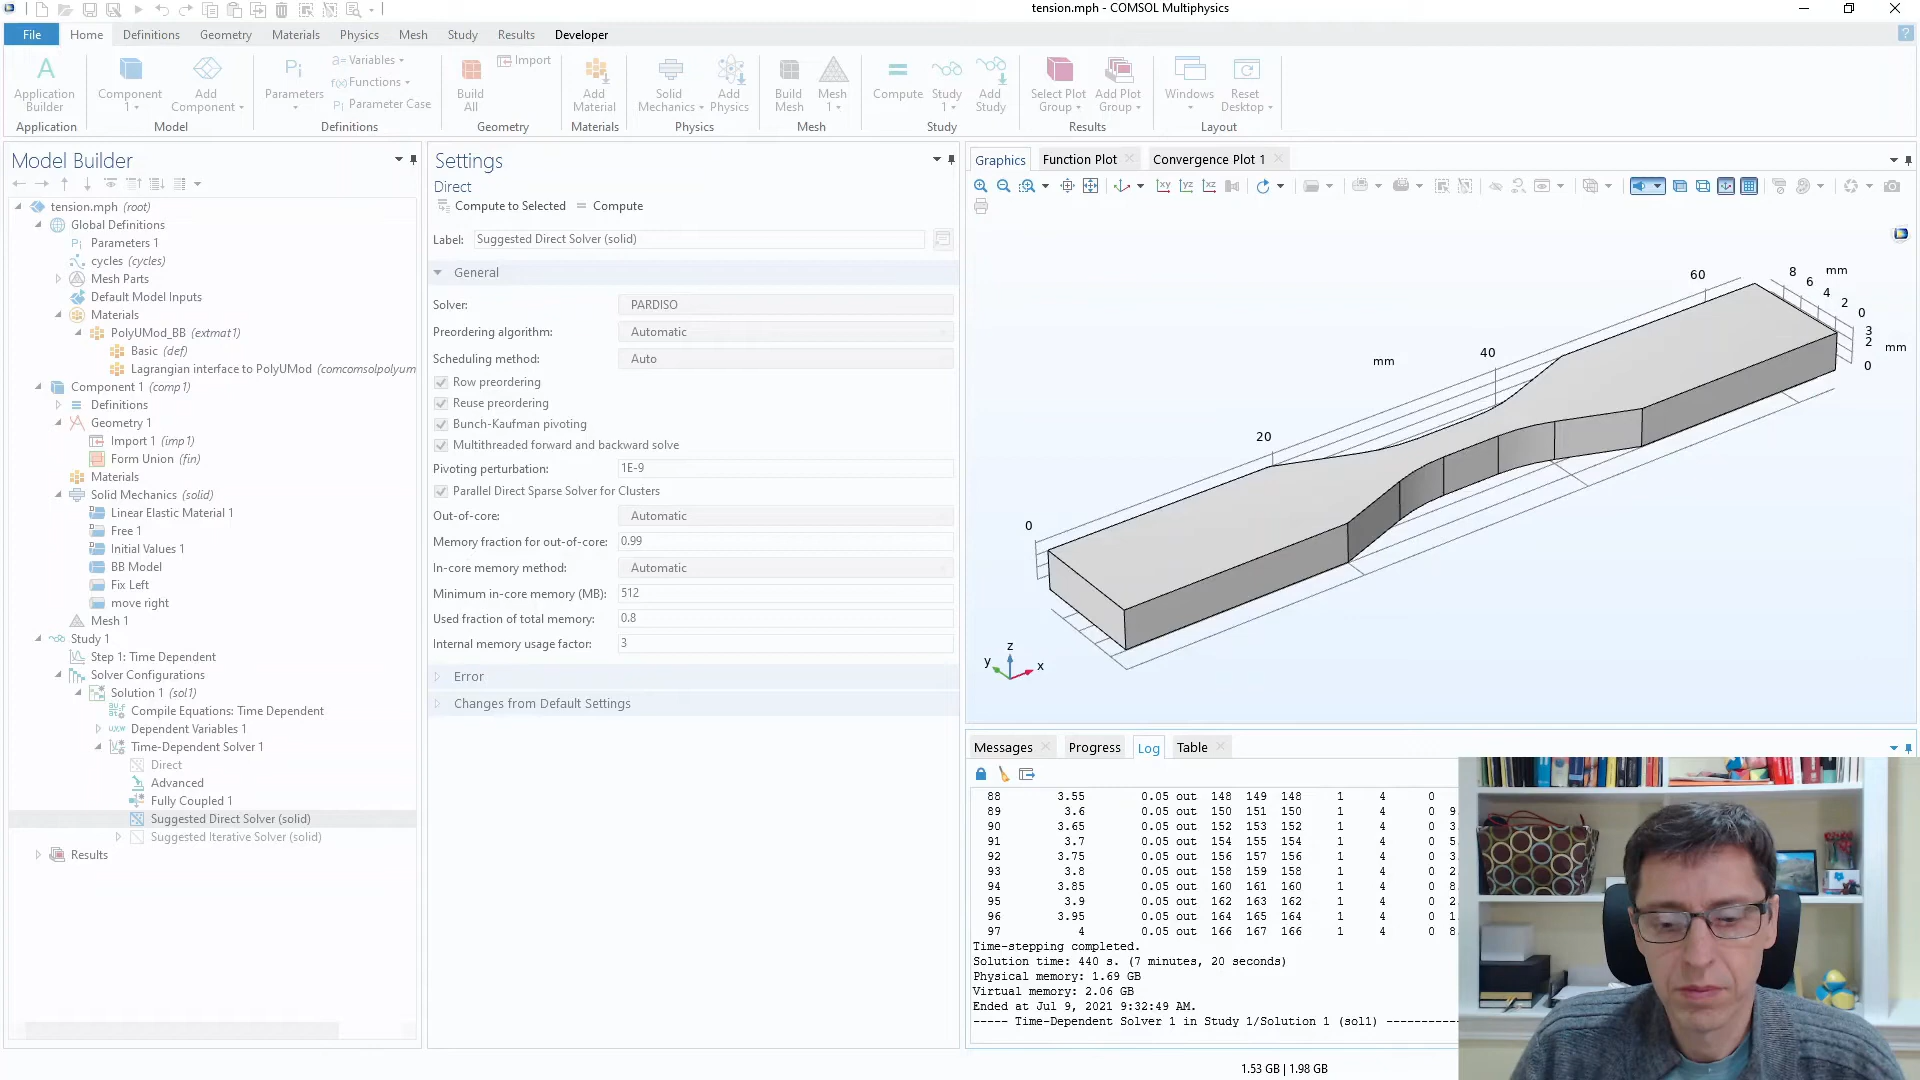 tension.mph - COMSOL Multiphysics
File Home Definitions Geometry Materials Physics Mesh Study Results Developer
Application Builder
Component 1
Add Component
Pi Parameters
a= Variables
f(x) Functions
Pi Parameter Case
Build All
Import
Add Material
Solid Mechanics
Add Physics
Build Mesh
Mesh 1
Compute
Study 1
Add Study
Select Plot Group
Add Plot Group
Windows
Reset Desktop
Application Model Definitions Geometry Materials Physics Mesh Study Results Layout
Model Builder
tension.mph (root)
Global Definitions
Pi Parameters 1
cycles (cycles)
Mesh Parts
Default Model Inputs
Materials
PolyUMod_BB (extmat1)
Basic (def)
Lagrangian interface to PolyUMod (comcomsolpolyum
Component 1 (comp1)
Definitions
Geometry 1
Import 1 (imp1)
Form Union (fin)
Materials
Solid Mechanics (solid)
Linear Elastic Material 1
Free 1
Initial Values 1
BB Model
Fix Left
move right
Mesh 1
Study 1
Step 1: Time Dependent
Solver Configurations
Solution 1 (sol1)
Compile Equations: Time Dependent
Dependent Variables 1
Time-Dependent Solver 1
Direct
Advanced
Fully Coupled 1
Suggested Direct Solver (solid)
Suggested Iterative Solver (solid)
Results
Settings
Direct
Compute to Selected = Compute
Label: Suggested Direct Solver (solid)
General
Solver: PARDISO
Preordering algorithm: Automatic
Scheduling method: Auto
Row preordering
Reuse preordering
Bunch-Kaufman pivoting
Multithreaded forward and backward solve
Pivoting perturbation: 1E-9
Parallel Direct Sparse Solver for Clusters
Out-of-core: Automatic
Memory fraction for out-of-core: 0.99
In-core memory method: Automatic
Minimum in-core memory (MB): 512
Used fraction of total memory: 0.8
Internal memory usage factor: 3
Error
Changes from Default Settings
Graphics Function Plot Convergence Plot 1
xy yz xz
60 8 mm
6
4
2
0
3
2 mm
0
40
mm
20
0
z
y x
Messages Progress Log Table
88 3.55 0.05 out 148 149 148 1 4 0
89 3.6 0.05 out 150 151 150 1 4 0 9.
90 3.65 0.05 out 152 153 152 1 4 0 3.
91 3.7 0.05 out 154 155 154 1 4 0 5.
92 3.75 0.05 out 156 157 156 1 4 0 3.
93 3.8 0.05 out 158 159 158 1 4 0 2.
94 3.85 0.05 out 160 161 160 1 4 0 8.
95 3.9 0.05 out 162 163 162 1 4 0 2.
96 3.95 0.05 out 164 165 164 1 4 0 1.
97 4 0.05 out 166 167 166 1 4 0 8.
Time-stepping completed.
Solution time: 440 s. (7 minutes, 20 seconds)
Physical memory: 1.69 GB
Virtual memory: 2.06 GB
Ended at Jul 9, 2021 9:32:49 AM.
----- Time-Dependent Solver 1 in Study 1/Solution 1 (sol1) -----------
1.53 GB | 1.98 GB